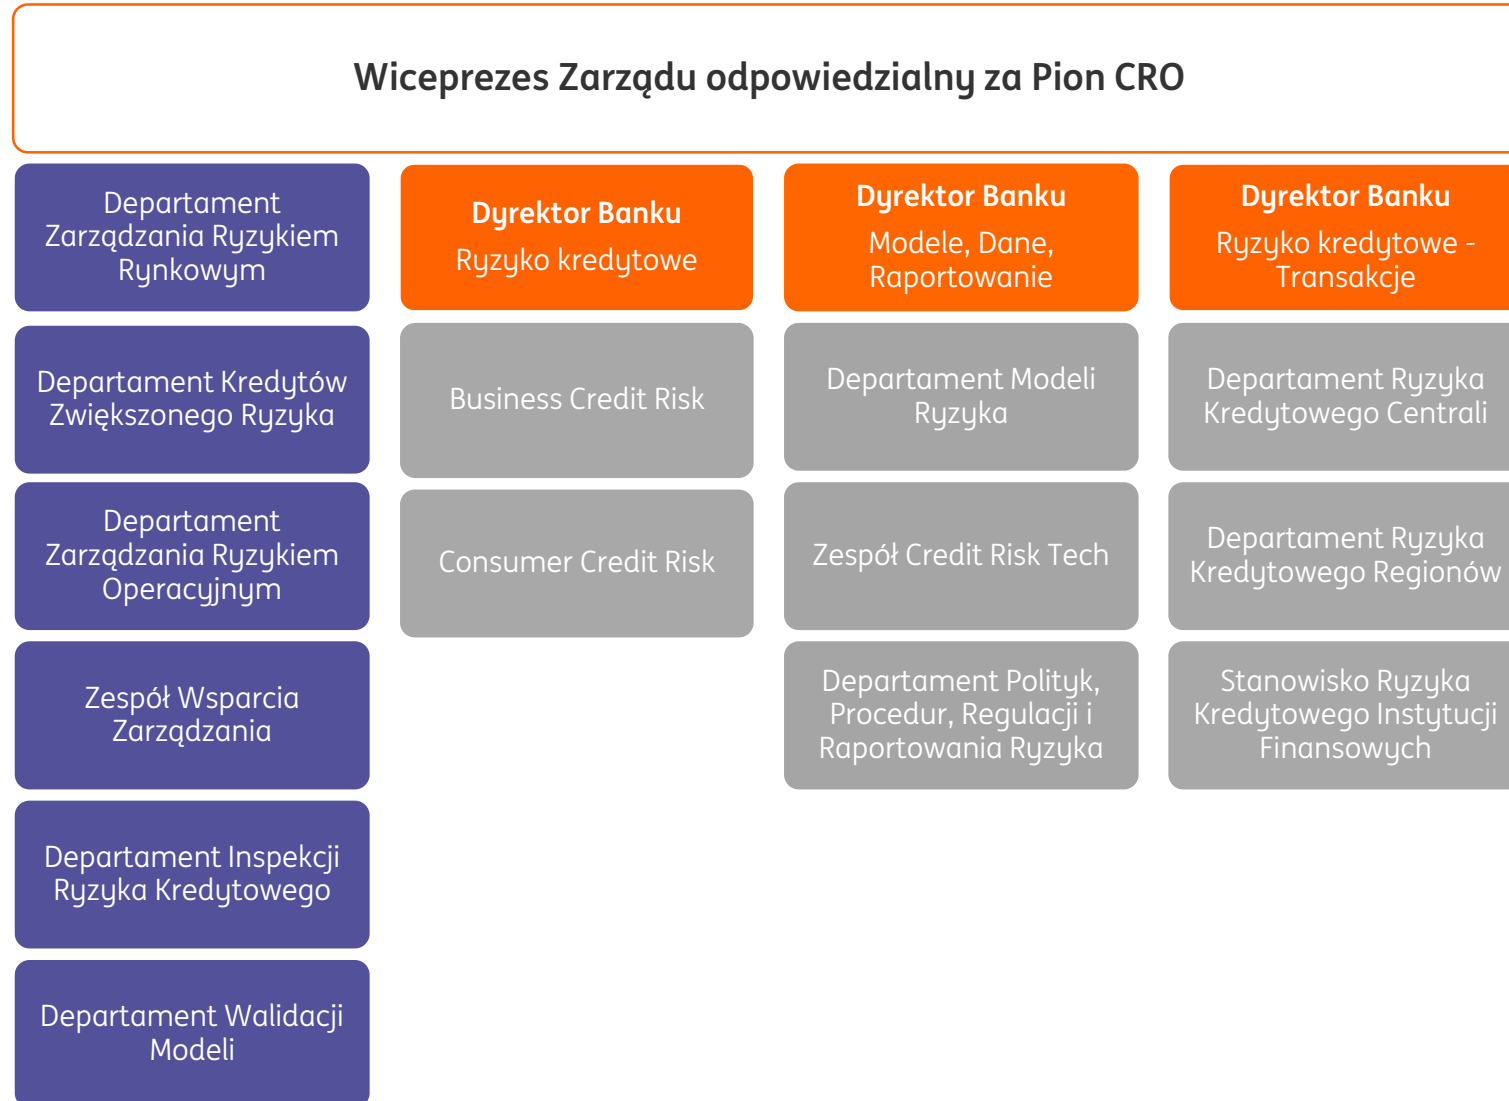 Wiceprezes Zarządu odpowiedzialny za Pion CRO
Departament
Zarządzania Ryzykiem
Rynkowym
Departament Kredytów
Zwiększonego Ryzyka
Departament
Zarządzania Ryzykiem
Operacyjnym
Zespół Wsparcia
Zarządzania
Departament Inspekcji
Ryzyka Kredytowego
Departament Walidacji
Modeli
Dyrektor Banku
Ryzyko kredytowe
Business Credit Risk
Consumer Credit Risk
Dyrektor Banku
Modele, Dane,
Raportowanie
Departament Modeli
Ryzyka
Zespół Credit Risk Tech
Departament Polityk,
Procedur, Regulacji i
Raportowania Ryzyka
Dyrektor Banku
Ryzyko kredytowe -
Transakcje
Departament Ryzyka
Kredytowego Centrali
Departament Ryzyka
Kredytowego Regionów
Stanowisko Ryzyka
Kredytowego Instytucji
Finansowych